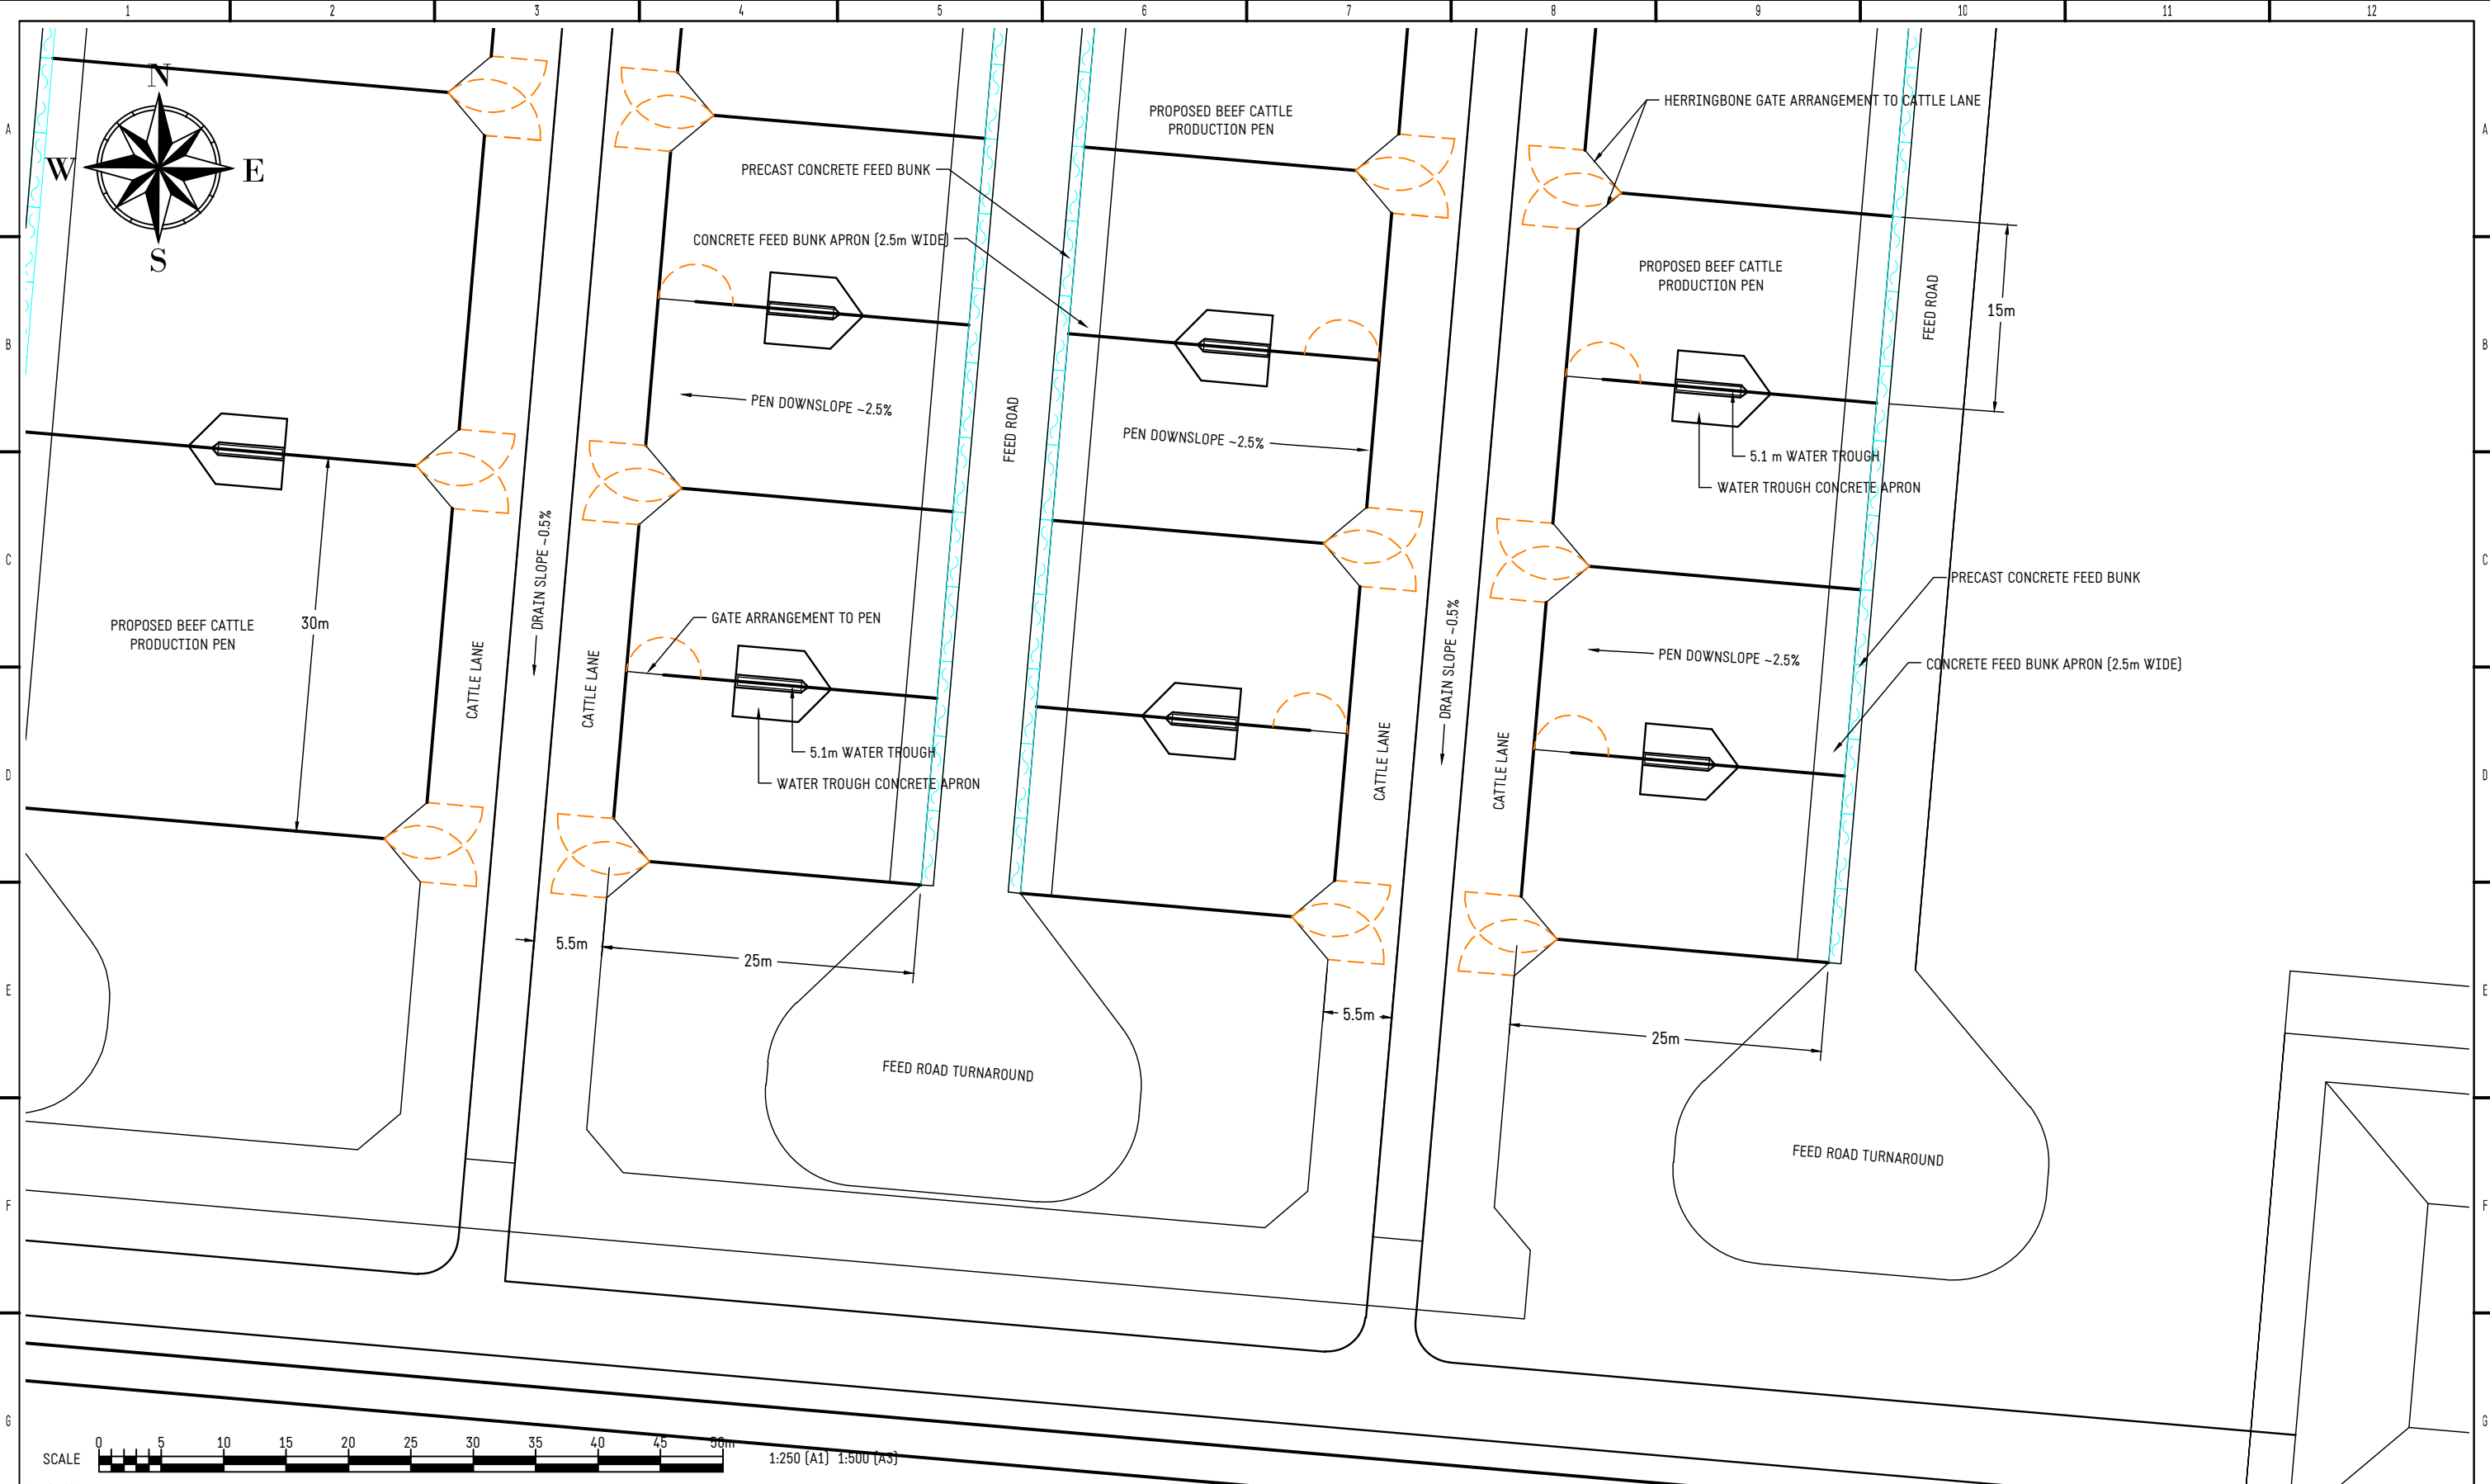 1 2 3 4 5 6 7 8 9 10 11 12
A A
N
W E
S
HERRINGBONE GATE ARRANGEMENT TO CATTLE LANE
PROPOSED BEEF CATTLE
PRODUCTION PEN
PRECAST CONCRETE FEED BUNK
CONCRETE FEED BUNK APRON (2.5m WIDE)
PROPOSED BEEF CATTLE
PRODUCTION PEN
FEED ROAD
15m
B B
PEN DOWNSLOPE ~2.5%
FEED ROAD
PEN DOWNSLOPE ~2.5%
5.1 m WATER TROUGH
WATER TROUGH CONCRETE APRON
C C
DRAIN SLOPE ~0.5%
PRECAST CONCRETE FEED BUNK
PROPOSED BEEF CATTLE
PRODUCTION PEN
30m
GATE ARRANGEMENT TO PEN
DRAIN SLOPE ~0.5%
PEN DOWNSLOPE ~2.5%
CONCRETE FEED BUNK APRON (2.5m WIDE)
CATTLE LANE
CATTLE LANE
5.1m WATER TROUGH
WATER TROUGH CONCRETE APRON
CATTLE LANE
CATTLE LANE
D D
5.5m
25m
E E
5.5m
25m
FEED ROAD TURNAROUND
FEED ROAD TURNAROUND
F F
G G
SCALE
0 5 10 15 20 25 30 35 40 45 50m
1:250 (A1) 1:500 (A3)